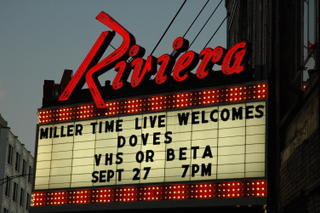 Riviera
MILLER TIME LIVE WELCOMES
DOVES
VHS OR BETA
SEPT 27 7PM